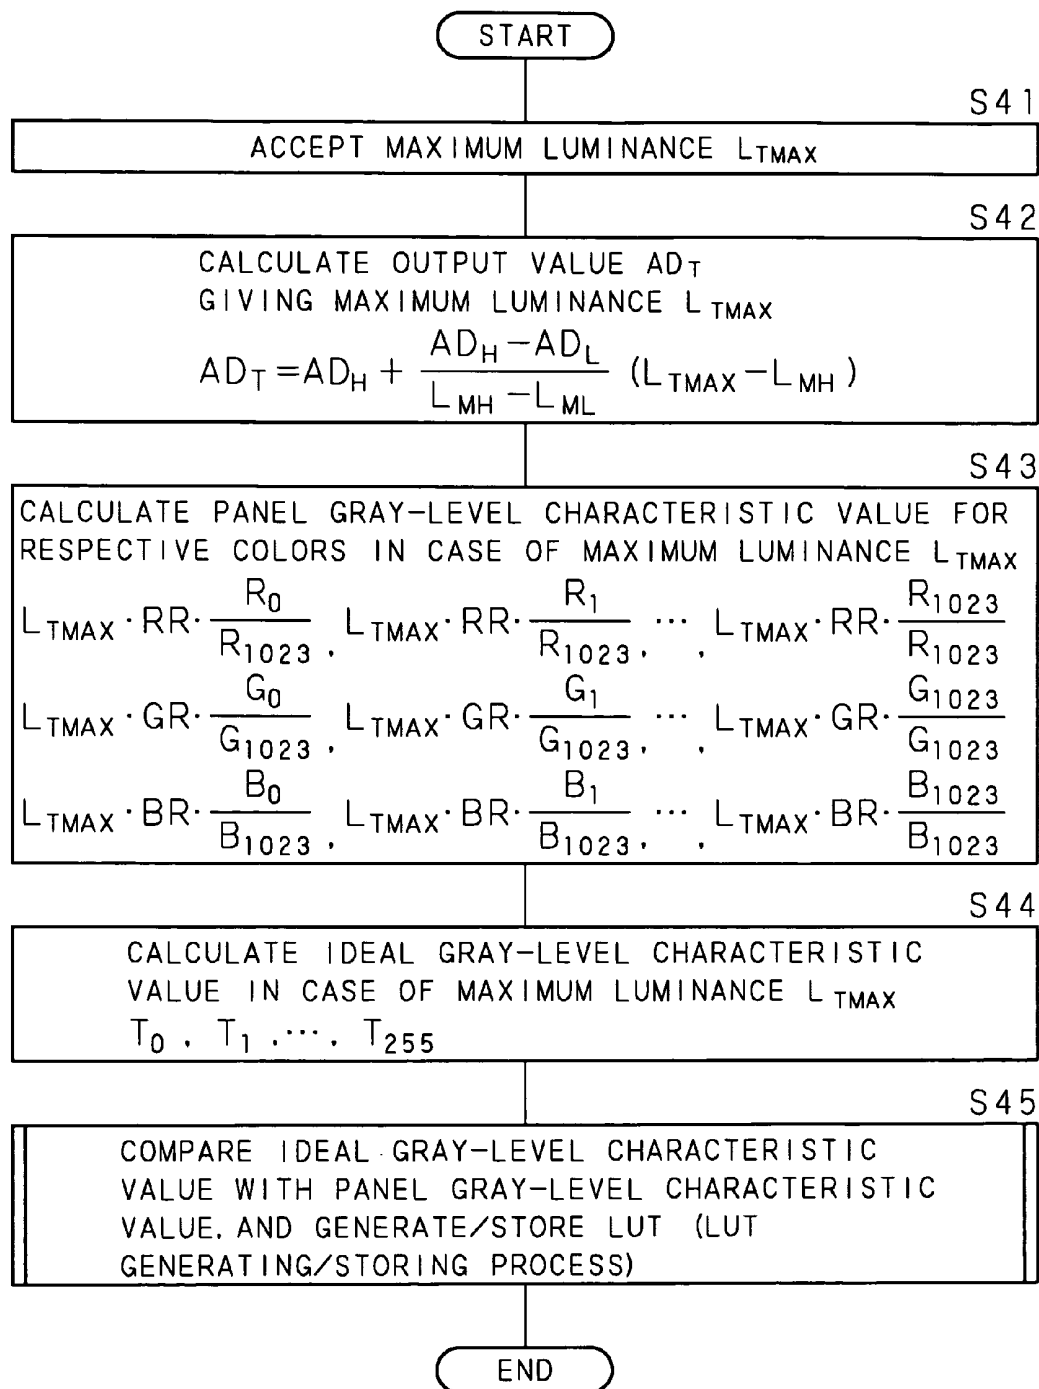 START
S41
ACCEPT MAXIMUM LUMINANCE L_TMAX
S42
CALCULATE OUTPUT VALUE AD_T
GIVING MAXIMUM LUMINANCE L_TMAX
AD_T = AD_H + (AD_H − AD_L) / (L_MH − L_ML) (L_TMAX − L_MH)
S43
CALCULATE PANEL GRAY-LEVEL CHARACTERISTIC VALUE FOR
RESPECTIVE COLORS IN CASE OF MAXIMUM LUMINANCE L_TMAX
L_TMAX · RR · R_0 / R_1023 , L_TMAX · RR · R_1 / R_1023 , ··· , L_TMAX · RR · R_1023 / R_1023
L_TMAX · GR · G_0 / G_1023 , L_TMAX · GR · G_1 / G_1023 , ··· , L_TMAX · GR · G_1023 / G_1023
L_TMAX · BR · B_0 / B_1023 , L_TMAX · BR · B_1 / B_1023 , ··· , L_TMAX · BR · B_1023 / B_1023
S44
CALCULATE IDEAL GRAY-LEVEL CHARACTERISTIC
VALUE IN CASE OF MAXIMUM LUMINANCE L_TMAX
T_0 , T_1 , ··· , T_255
S45
COMPARE IDEAL GRAY-LEVEL CHARACTERISTIC
VALUE WITH PANEL GRAY-LEVEL CHARACTERISTIC
VALUE, AND GENERATE/STORE LUT (LUT
GENERATING/STORING PROCESS)
END